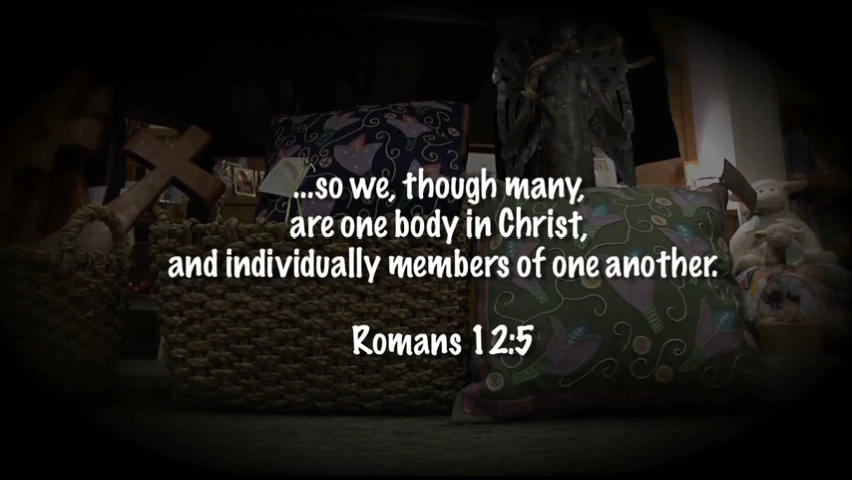 ...so we, though many,
are one body in Christ,
and individually members of one another.
Romans 12:5